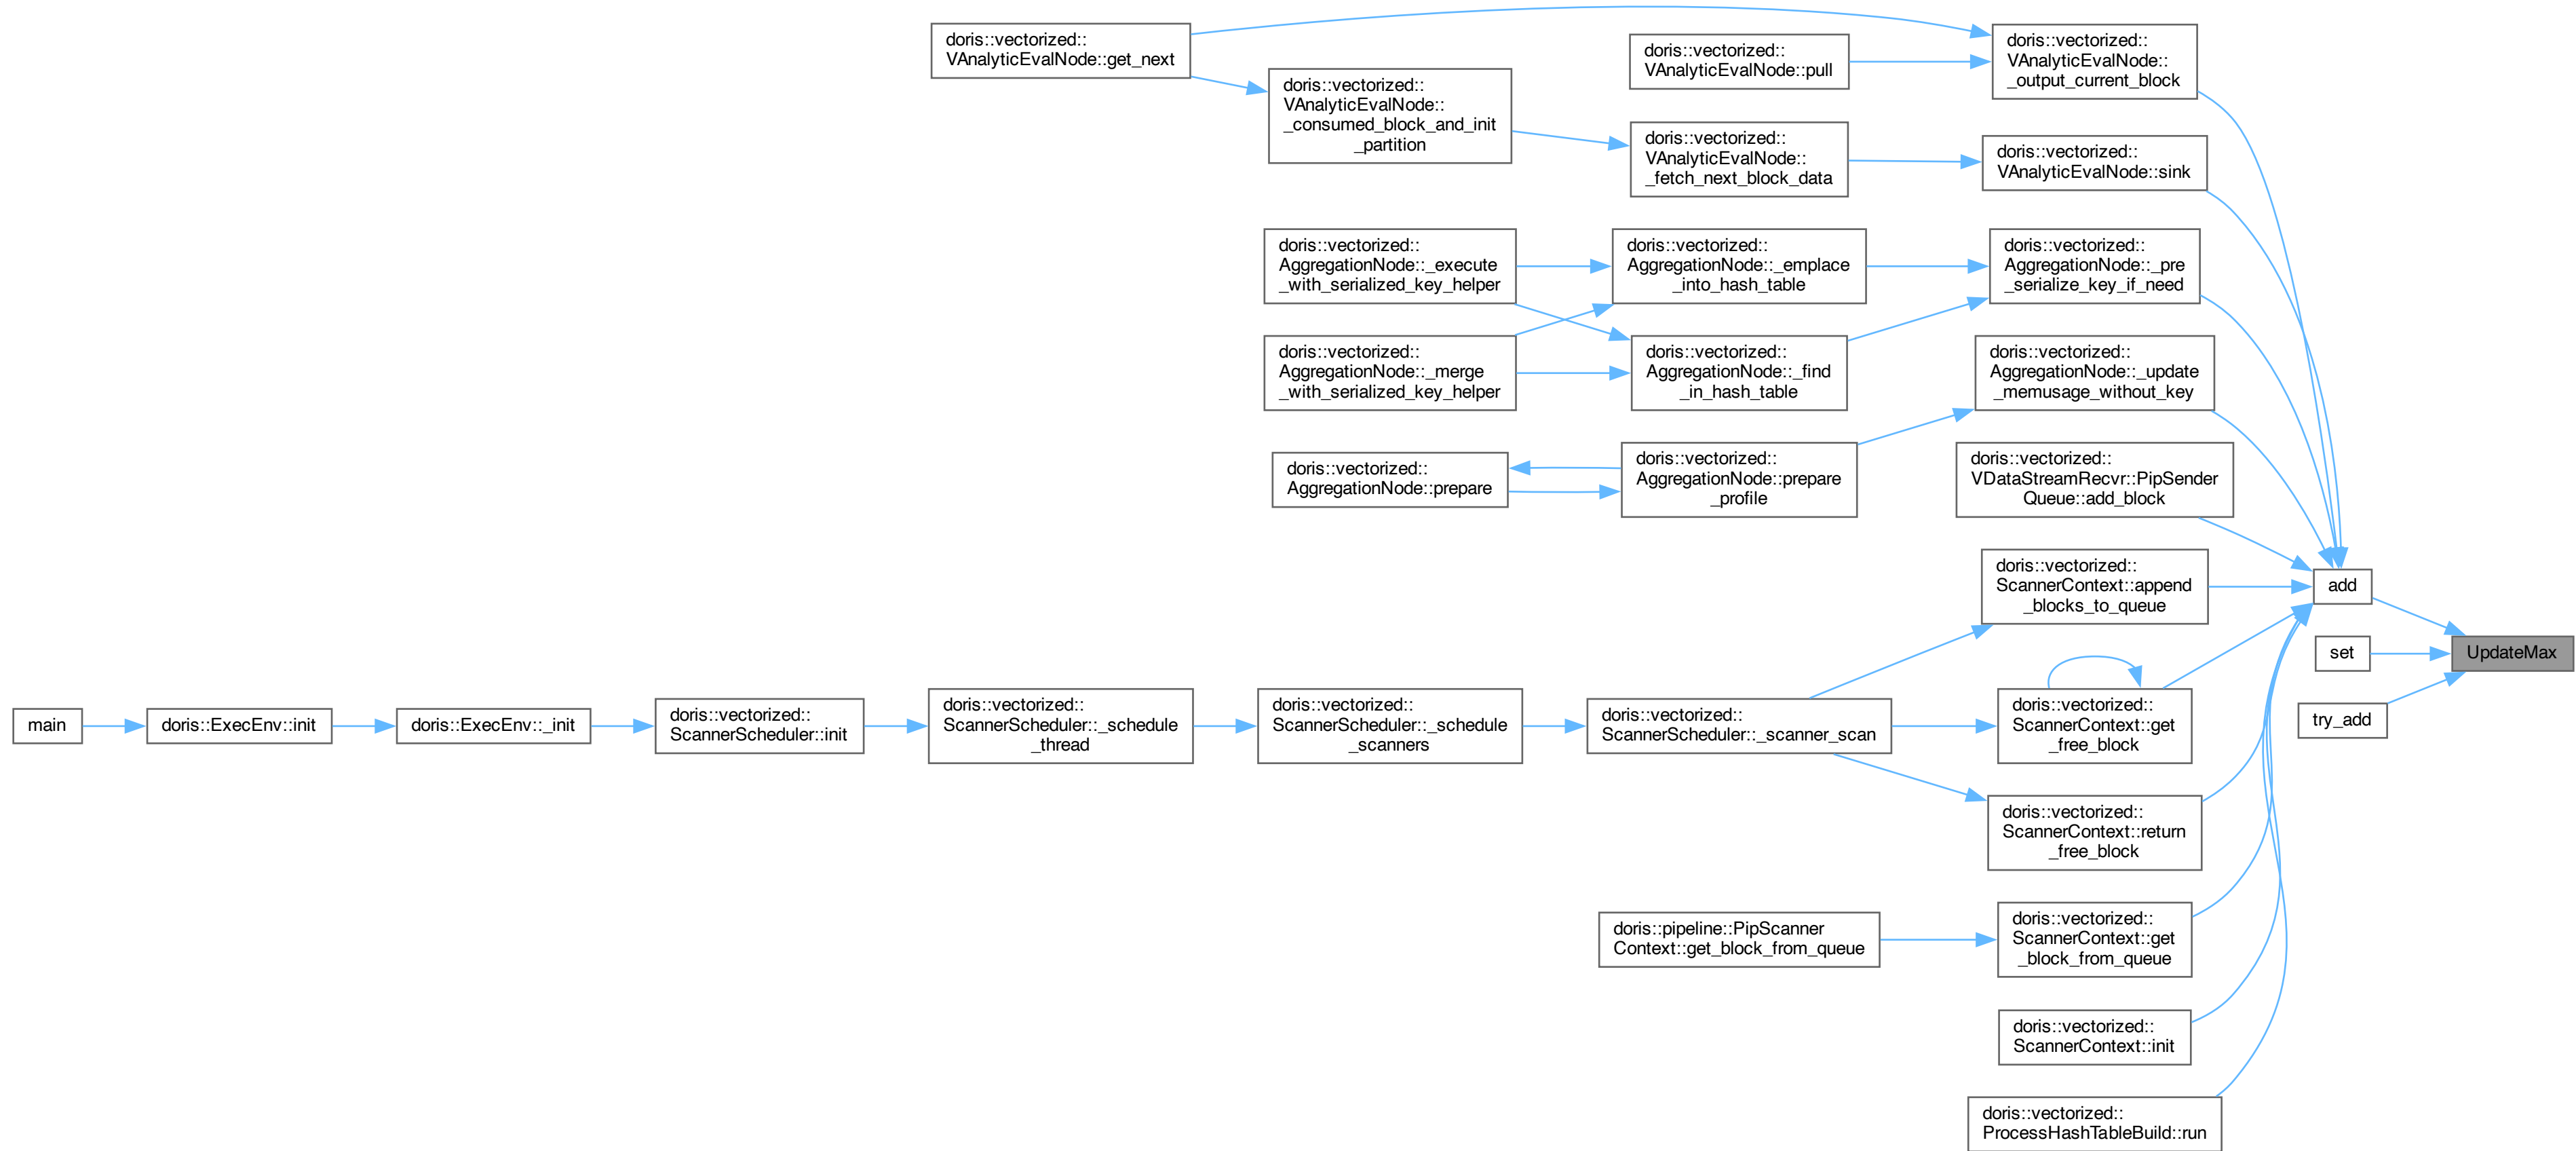 doris::vectorized::
VAnalyticEvalNode::get_next
doris::vectorized::
VAnalyticEvalNode::
_consumed_block_and_init
_partition
doris::vectorized::
VAnalyticEvalNode::pull
doris::vectorized::
VAnalyticEvalNode::
_output_current_block
doris::vectorized::
VAnalyticEvalNode::
_fetch_next_block_data
doris::vectorized::
VAnalyticEvalNode::sink
doris::vectorized::
AggregationNode::_execute
_with_serialized_key_helper
doris::vectorized::
AggregationNode::_emplace
_into_hash_table
doris::vectorized::
AggregationNode::_pre
_serialize_key_if_need
doris::vectorized::
AggregationNode::_merge
_with_serialized_key_helper
doris::vectorized::
AggregationNode::_find
_in_hash_table
doris::vectorized::
AggregationNode::_update
_memusage_without_key
doris::vectorized::
AggregationNode::prepare
doris::vectorized::
AggregationNode::prepare
_profile
doris::vectorized::
VDataStreamRecvr::PipSender
Queue::add_block
doris::vectorized::
ScannerContext::append
_blocks_to_queue
add
UpdateMax
set
try_add
main
doris::ExecEnv::init
doris::ExecEnv::_init
doris::vectorized::
ScannerScheduler::init
doris::vectorized::
ScannerScheduler::_schedule
_thread
doris::vectorized::
ScannerScheduler::_schedule
_scanners
doris::vectorized::
ScannerScheduler::_scanner_scan
doris::vectorized::
ScannerContext::get
_free_block
doris::vectorized::
ScannerContext::return
_free_block
doris::pipeline::PipScanner
Context::get_block_from_queue
doris::vectorized::
ScannerContext::get
_block_from_queue
doris::vectorized::
ScannerContext::init
doris::vectorized::
ProcessHashTableBuild::run